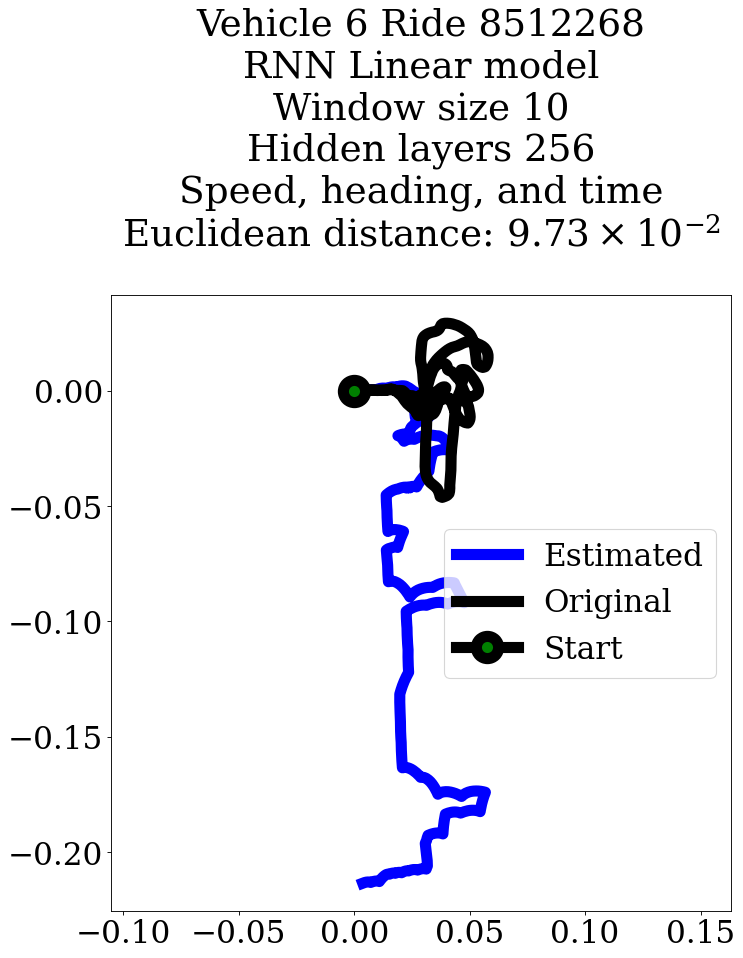 Vehicle 6 Ride 8512268
RNN Linear model
Window size 10
Hidden layers 256
Speed, heading, and time
Euclidean distance: 9.73 × 10⁻²
0.00
−0.05
−0.10
−0.15
−0.20
Estimated
Original
Start
−0.10 −0.05 0.00 0.05 0.10 0.15